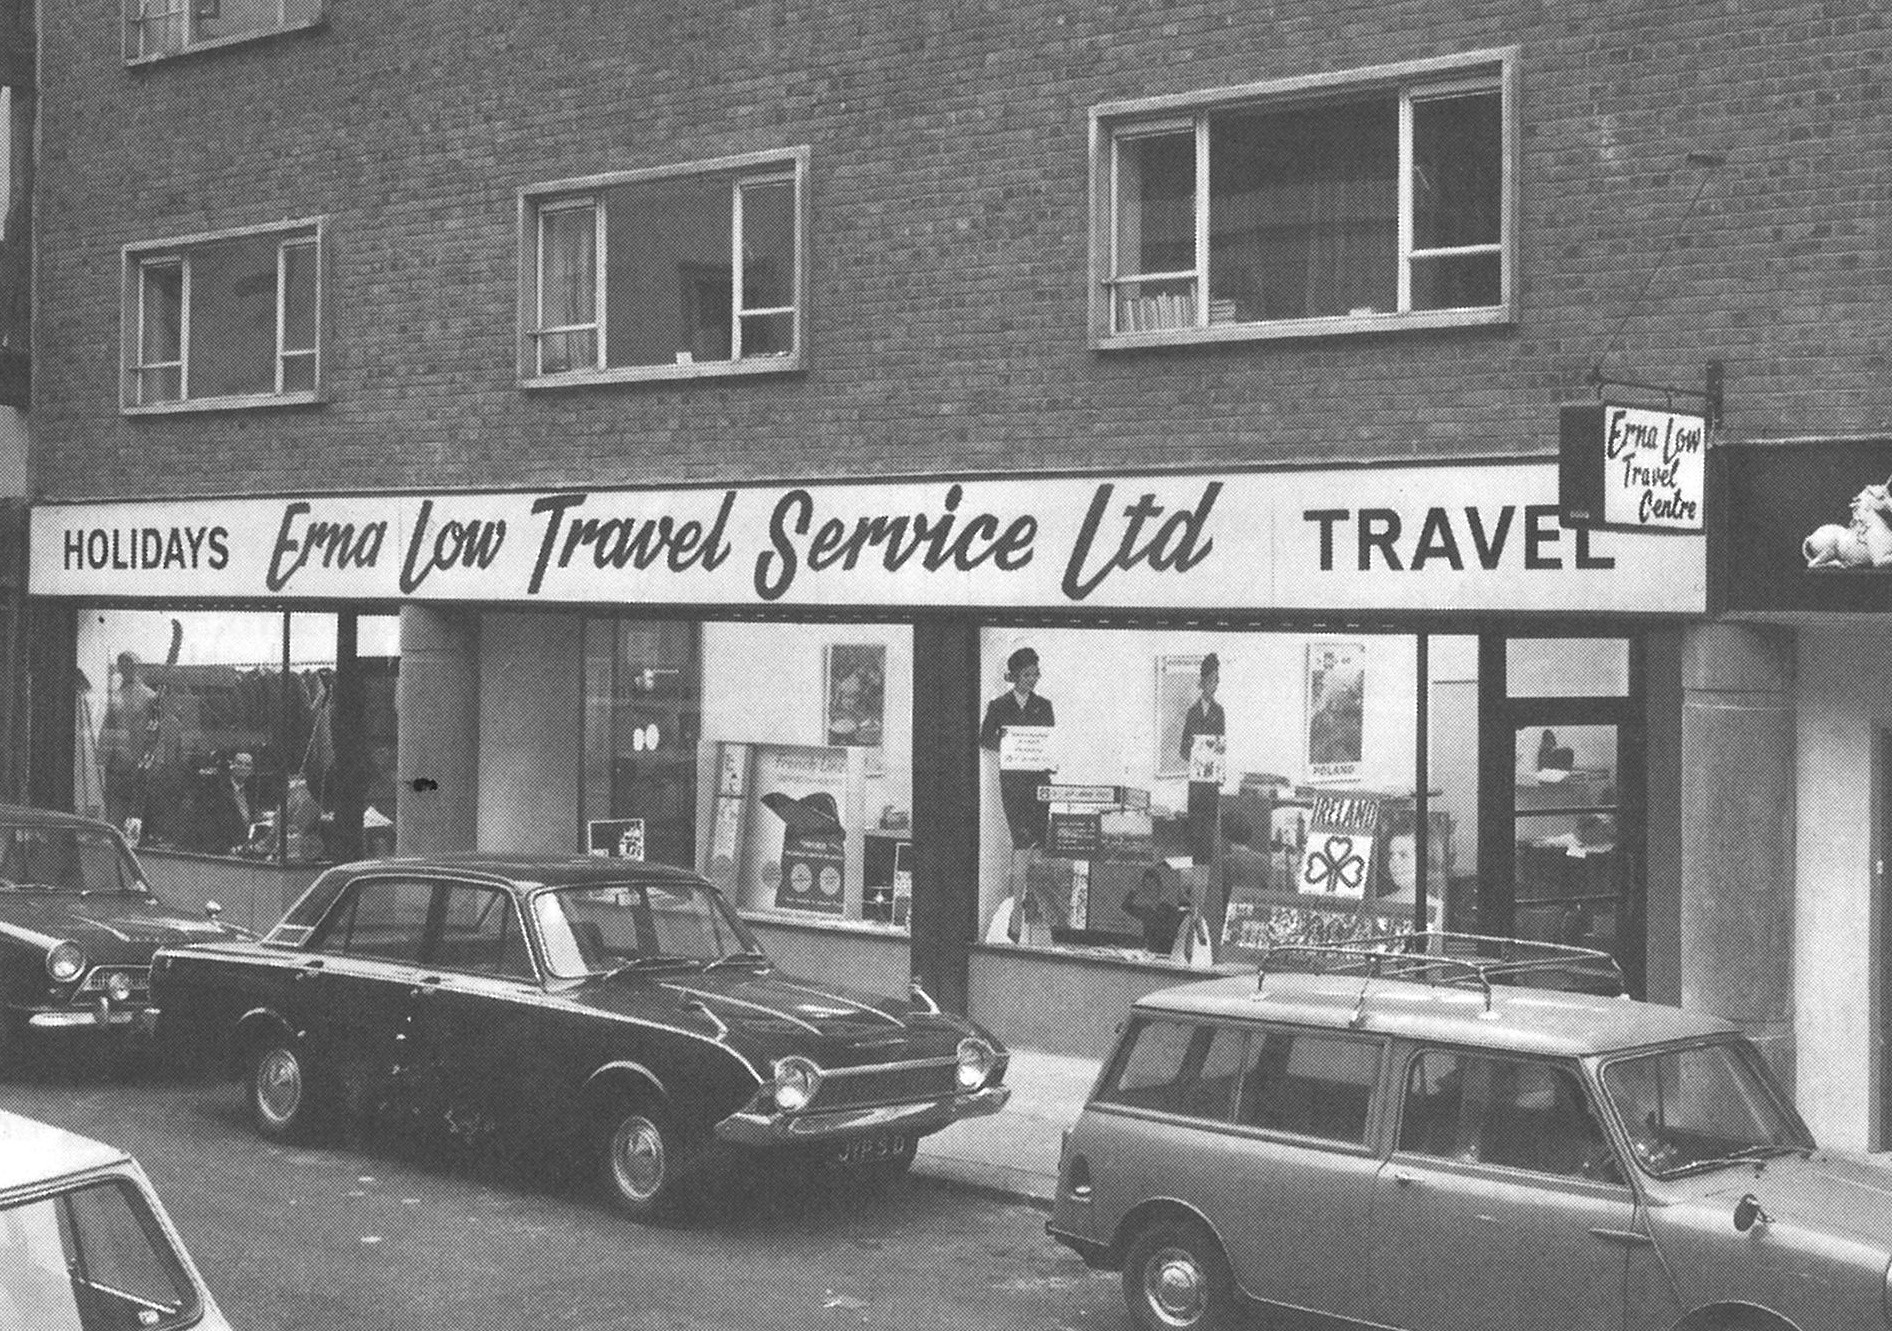 HOLIDAYS Erna Low Travel Service Ltd TRAVEL
Erna Low
Travel
Centre
POLAND
IRELAND